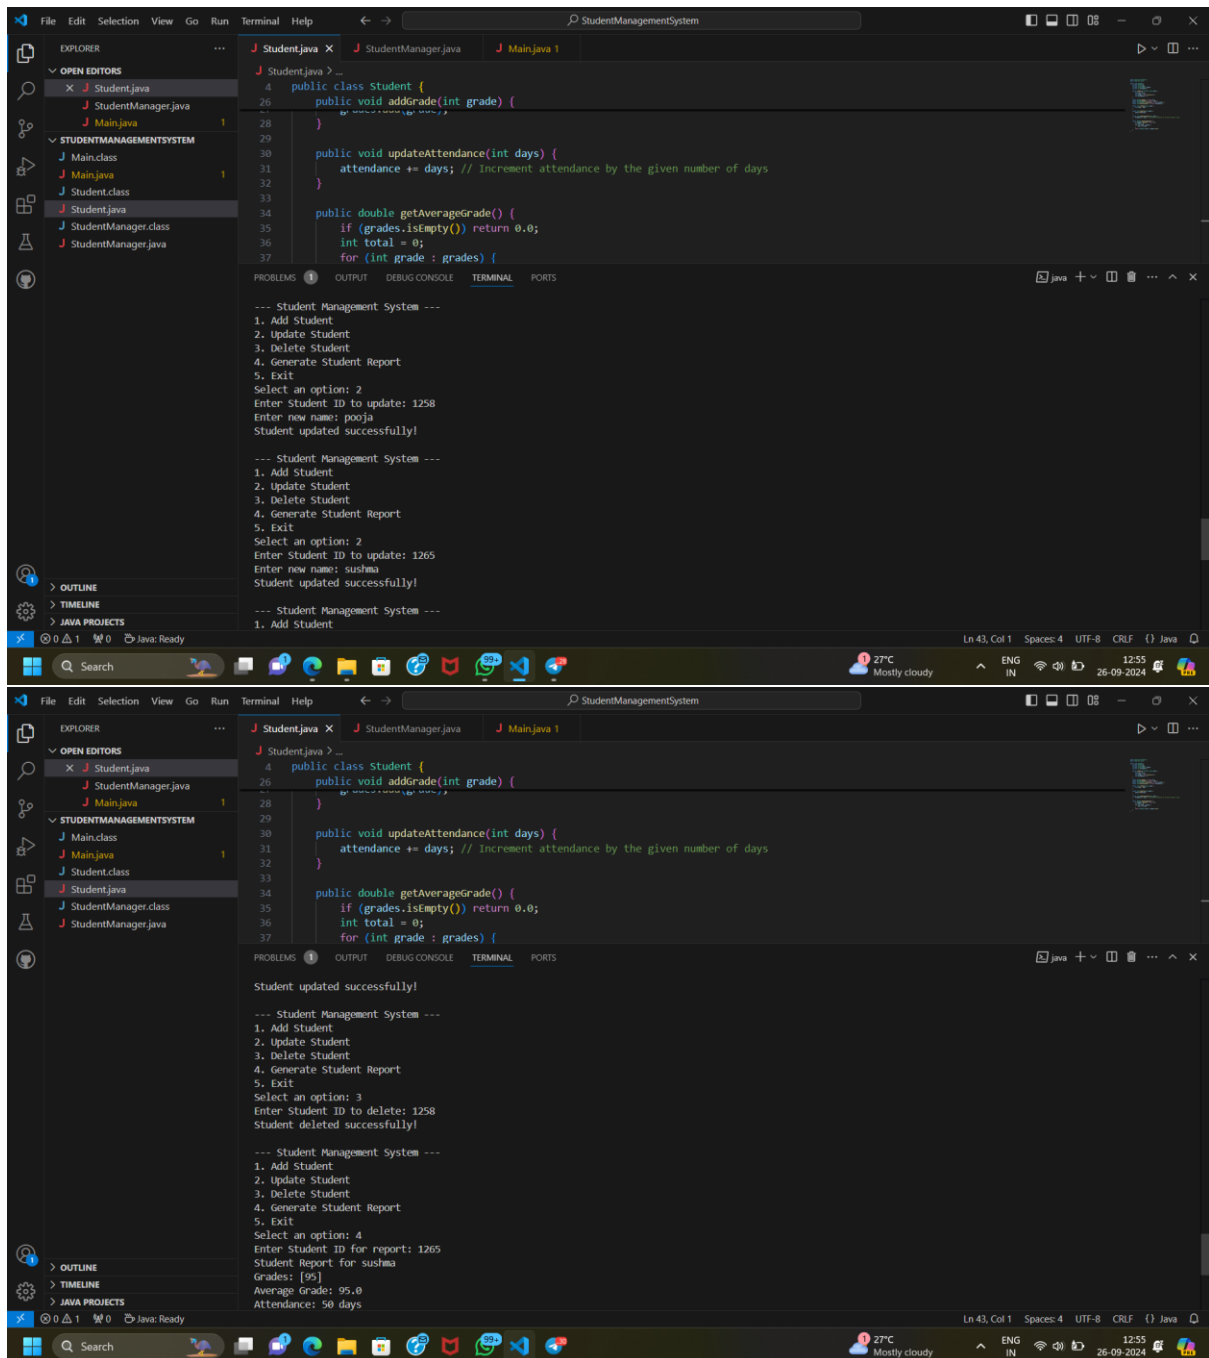 File Edit Selection View Go Run Terminal Help
StudentManagementSystem
EXPLORER
OPEN EDITORS
Student.java
StudentManager.java
Main.java 1
STUDENTMANAGEMENTSYSTEM
Main.class
Main.java 1
Student.class
Student.java
StudentManager.class
StudentManager.java
OUTLINE
TIMELINE
JAVA PROJECTS
Student.java StudentManager.java Main.java 1
Student.java > ...
4 public class Student {
26 public void addGrade(int grade) {
27 grades.add(grade);
28 }
29
30 public void updateAttendance(int days) {
31 attendance += days; // Increment attendance by the given number of days
32 }
33
34 public double getAverageGrade() {
35 if (grades.isEmpty()) return 0.0;
36 int total = 0;
37 for (int grade : grades) {
PROBLEMS 1 OUTPUT DEBUG CONSOLE TERMINAL PORTS
java
--- Student Management System ---
1. Add Student
2. Update Student
3. Delete Student
4. Generate Student Report
5. Exit
Select an option: 2
Enter Student ID to update: 1258
Enter new name: pooja
Student updated successfully!
--- Student Management System ---
1. Add Student
2. Update Student
3. Delete Student
4. Generate Student Report
5. Exit
Select an option: 2
Enter Student ID to update: 1265
Enter new name: sushma
Student updated successfully!
--- Student Management System ---
1. Add Student
0 1 0 Java: Ready
Ln 43, Col 1 Spaces: 4 UTF-8 CRLF {} Java
Search
99+
1 27°C
Mostly cloudy
ENG
IN
12:55
26-09-2024
File Edit Selection View Go Run Terminal Help
StudentManagementSystem
EXPLORER
OPEN EDITORS
Student.java
StudentManager.java
Main.java 1
STUDENTMANAGEMENTSYSTEM
Main.class
Main.java 1
Student.class
Student.java
StudentManager.class
StudentManager.java
OUTLINE
TIMELINE
JAVA PROJECTS
Student.java StudentManager.java Main.java 1
Student.java > ...
4 public class Student {
26 public void addGrade(int grade) {
27 grades.add(grade);
28 }
29
30 public void updateAttendance(int days) {
31 attendance += days; // Increment attendance by the given number of days
32 }
33
34 public double getAverageGrade() {
35 if (grades.isEmpty()) return 0.0;
36 int total = 0;
37 for (int grade : grades) {
PROBLEMS 1 OUTPUT DEBUG CONSOLE TERMINAL PORTS
java
Student updated successfully!
--- Student Management System ---
1. Add Student
2. Update Student
3. Delete Student
4. Generate Student Report
5. Exit
Select an option: 3
Enter Student ID to delete: 1258
Student deleted successfully!
--- Student Management System ---
1. Add Student
2. Update Student
3. Delete Student
4. Generate Student Report
5. Exit
Select an option: 4
Enter Student ID for report: 1265
Student Report for sushma
Grades: [95]
Average Grade: 95.0
Attendance: 50 days
0 1 0 Java: Ready
Ln 43, Col 1 Spaces: 4 UTF-8 CRLF {} Java
Search
99+
1 27°C
Mostly cloudy
ENG
IN
12:55
26-09-2024